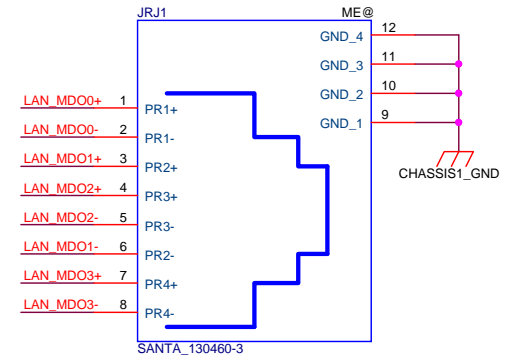 JRJ1 ME@
GND_4 12
GND_3 11
GND_2 10
GND_1 9
CHASSIS1_GND
LAN_MDO0+ 1 PR1+
LAN_MDO0- 2 PR1-
LAN_MDO1+ 3 PR2+
LAN_MDO2+ 4 PR3+
LAN_MDO2- 5 PR3-
LAN_MDO1- 6 PR2-
LAN_MDO3+ 7 PR4+
LAN_MDO3- 8 PR4-
SANTA_130460-3